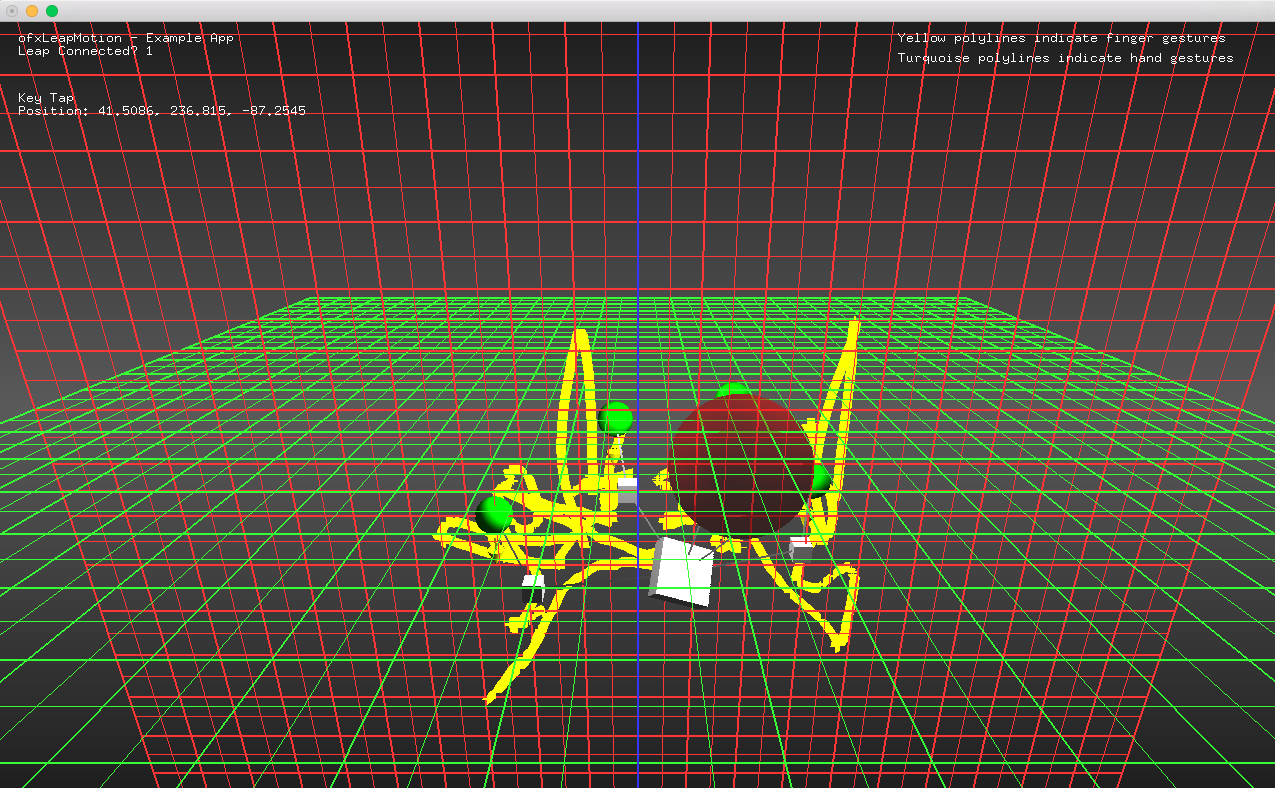 ofxLeapMotion - Example App
Leap Connected? 1
Key Tap
Position: 41.5086, 236.815, -87.2545
Yellow polylines indicate finger gestures
Turquoise polylines indicate hand gestures